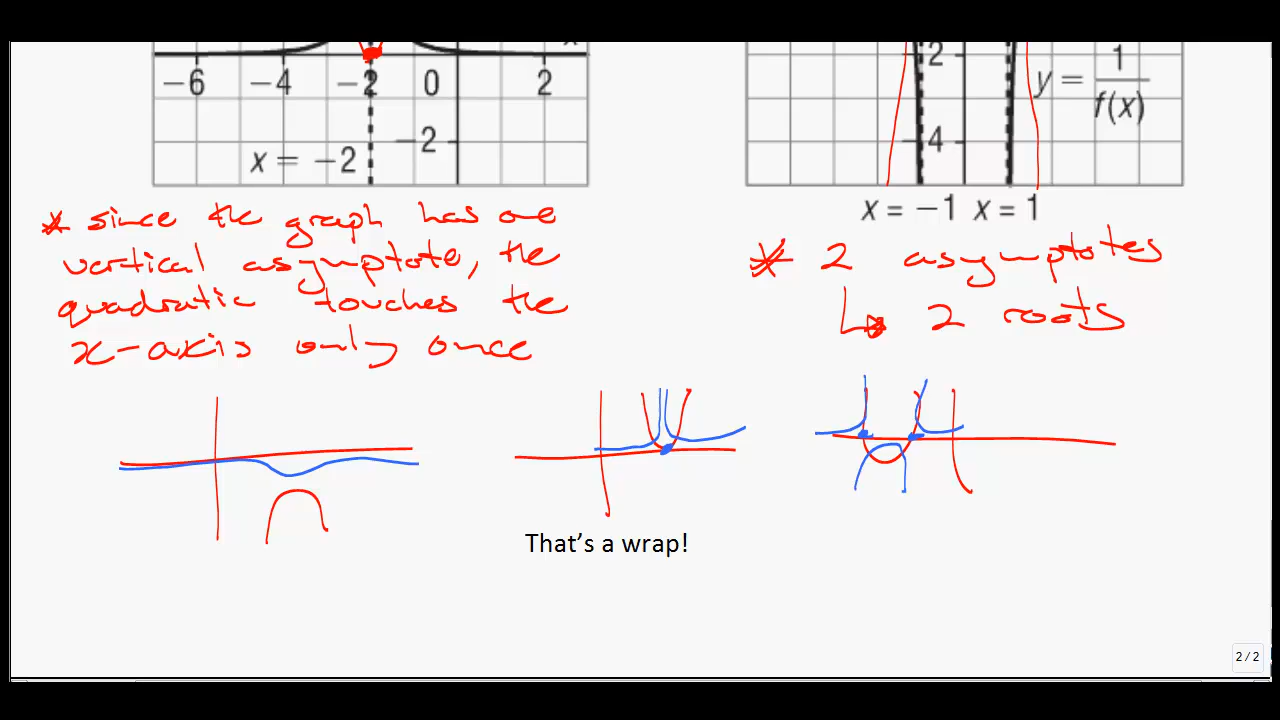 x
−6 −4 −2 0 2
−2
x = −2
2
y = 1/f(x)
−4
x = −1 x = 1
* since the graph has one
vertical asymptote, the
quadratic touches the
x-axis only once
* 2 asymptotes
↳ 2 roots
That's a wrap!
2 / 2